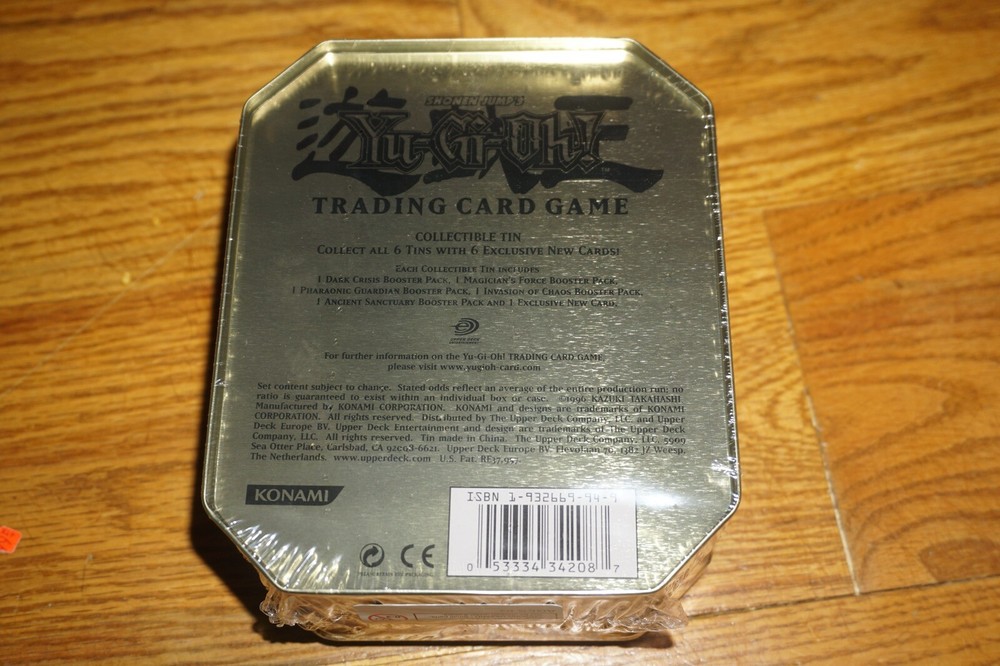 遊 王
SHONEN JUMP'S
Yu-Gi-Oh!
TM
TRADING CARD GAME
COLLECTIBLE TIN
COLLECT ALL 6 TINS WITH 6 EXCLUSIVE NEW CARDS!
EACH COLLECTIBLE TIN INCLUDES
1 DARK CRISIS BOOSTER PACK, 1 MAGICIAN'S FORCE BOOSTER PACK,
1 PHARAONIC GUARDIAN BOOSTER PACK, 1 INVASION OF CHAOS BOOSTER PACK,
1 ANCIENT SANCTUARY BOOSTER PACK AND 1 EXCLUSIVE NEW CARD.
UPPER DECK
For further information on the Yu-Gi-Oh! TRADING CARD GAME,
please visit www.yugioh-card.com
Set content subject to change. Stated odds reflect an average of the entire production run; no
ratio is guaranteed to exist within an individual box or case. ©1996 KAZUKI TAKAHASHI
Manufactured by KONAMI CORPORATION. KONAMI and designs are trademarks of KONAMI
CORPORATION. All rights reserved. Distributed by The Upper Deck Company, LLC. and Upper
Deck Europe BV. Upper Deck Entertainment and design are trademarks of The Upper Deck
Company, LLC. All rights reserved. Tin made in China. The Upper Deck Company, LLC, 5909
Sea Otter Place, Carlsbad, CA 92008-6621. Upper Deck Europe BV. Flevolaan 1382 JZ Weesp,
The Netherlands. www.upperdeck.com U.S. Pat. RE37,957.
KONAMI
CE
ISBN 1-932669-94-9
0 53334 34208 7